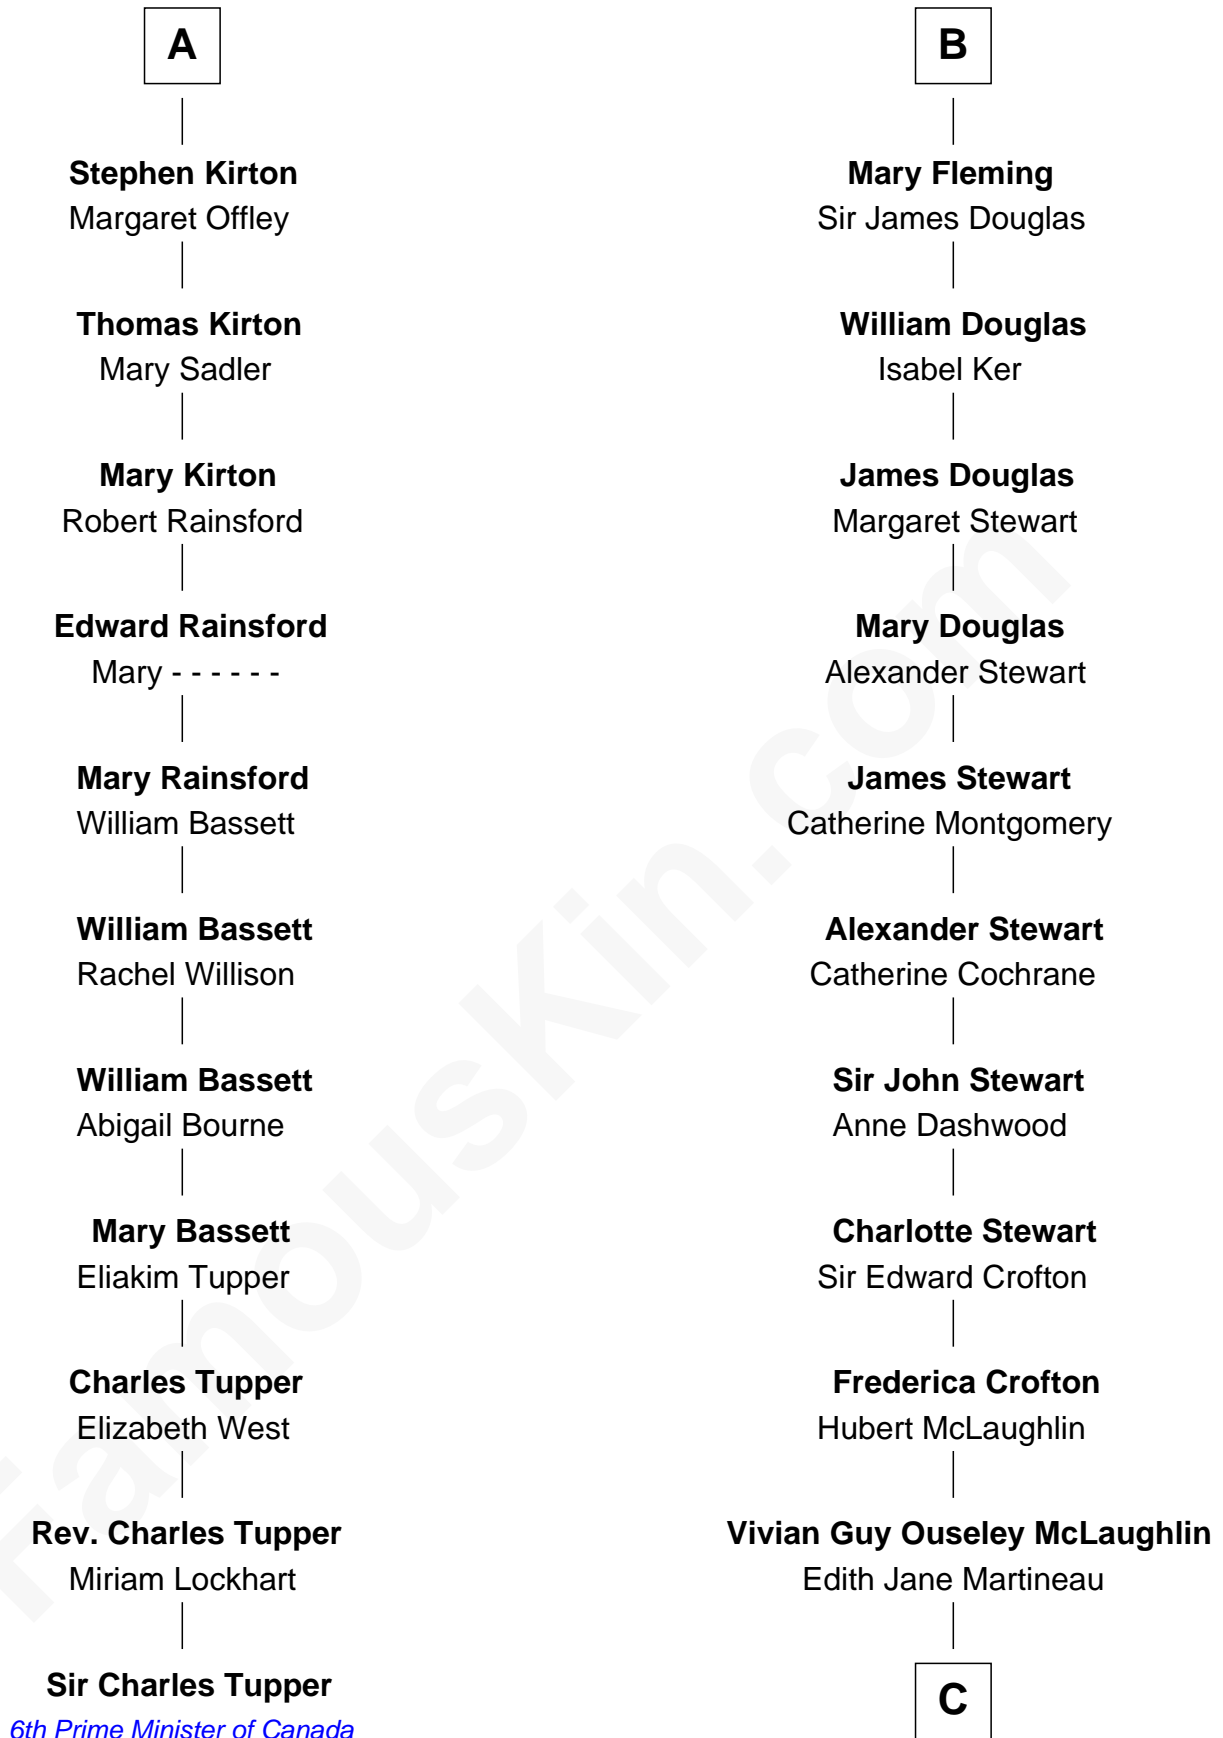 A
Stephen Kirton
Margaret Offley
Thomas Kirton
Mary Sadler
Mary Kirton
Robert Rainsford
Edward Rainsford
Mary - - - - - -
Mary Rainsford
William Bassett
William Bassett
Rachel Willison
William Bassett
Abigail Bourne
Mary Bassett
Eliakim Tupper
Charles Tupper
Elizabeth West
Rev. Charles Tupper
Miriam Lockhart
Sir Charles Tupper
6th Prime Minister of Canada
B
Mary Fleming
Sir James Douglas
William Douglas
Isabel Ker
James Douglas
Margaret Stewart
Mary Douglas
Alexander Stewart
James Stewart
Catherine Montgomery
Alexander Stewart
Catherine Cochrane
Sir John Stewart
Anne Dashwood
Charlotte Stewart
Sir Edward Crofton
Frederica Crofton
Hubert McLaughlin
Vivian Guy Ouseley McLaughlin
Edith Jane Martineau
C
FamousKin.com